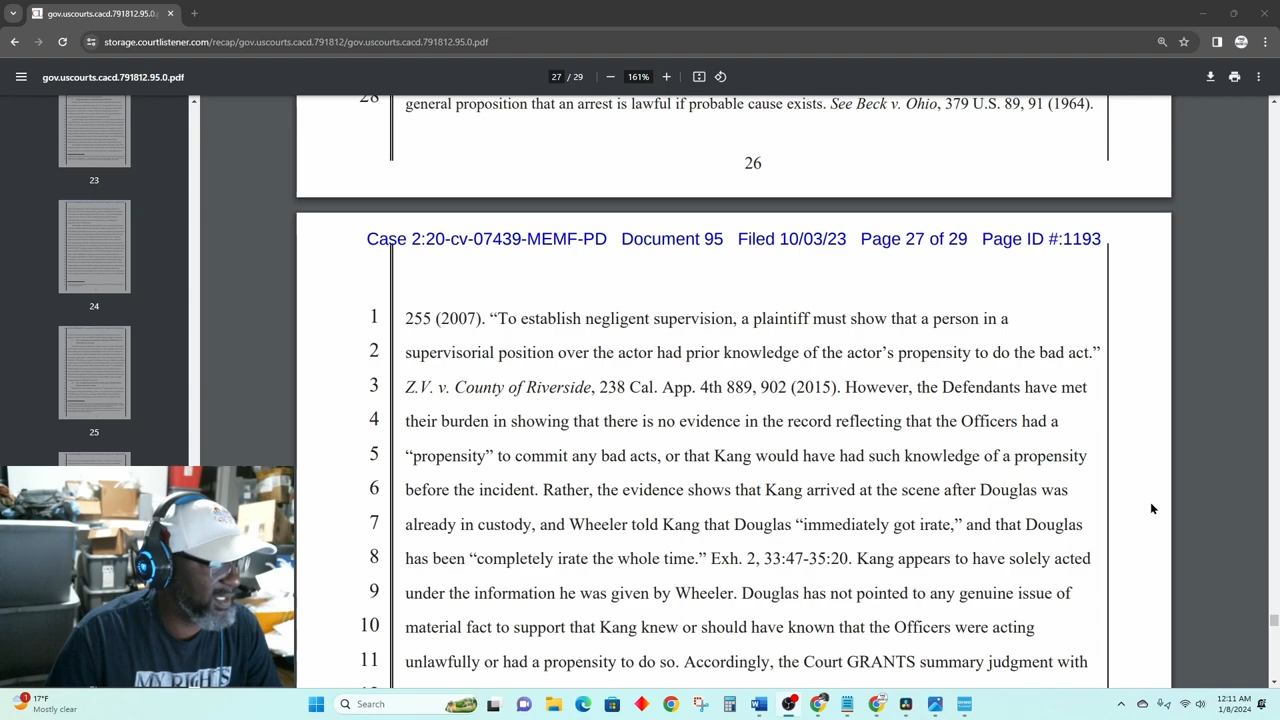 gov.uscourts.cacd.791812.95.0.pdf
storage.courtlistener.com/recap/gov.uscourts.cacd.791812/gov.uscourts.cacd.791812.95.0.pdf
gov.uscourts.cacd.791812.95.0.pdf
27 / 29
161%
23
24
25
28 general proposition that an arrest is lawful if probable cause exists. See Beck v. Ohio, 379 U.S. 89, 91 (1964).
26
Case 2:20-cv-07439-MEMF-PD Document 95 Filed 10/03/23 Page 27 of 29 Page ID #:1193
1 255 (2007). “To establish negligent supervision, a plaintiff must show that a person in a
2 supervisorial position over the actor had prior knowledge of the actor’s propensity to do the bad act.”
3 Z.V. v. County of Riverside, 238 Cal. App. 4th 889, 902 (2015). However, the Defendants have met
4 their burden in showing that there is no evidence in the record reflecting that the Officers had a
5 “propensity” to commit any bad acts, or that Kang would have had such knowledge of a propensity
6 before the incident. Rather, the evidence shows that Kang arrived at the scene after Douglas was
7 already in custody, and Wheeler told Kang that Douglas “immediately got irate,” and that Douglas
8 has been “completely irate the whole time.” Exh. 2, 33:47-35:20. Kang appears to have solely acted
9 under the information he was given by Wheeler. Douglas has not pointed to any genuine issue of
10 material fact to support that Kang knew or should have known that the Officers were acting
11 unlawfully or had a propensity to do so. Accordingly, the Court GRANTS summary judgment with
MY RIGHTS
17°F
Mostly clear
Search
12:11 AM
1/8/2024